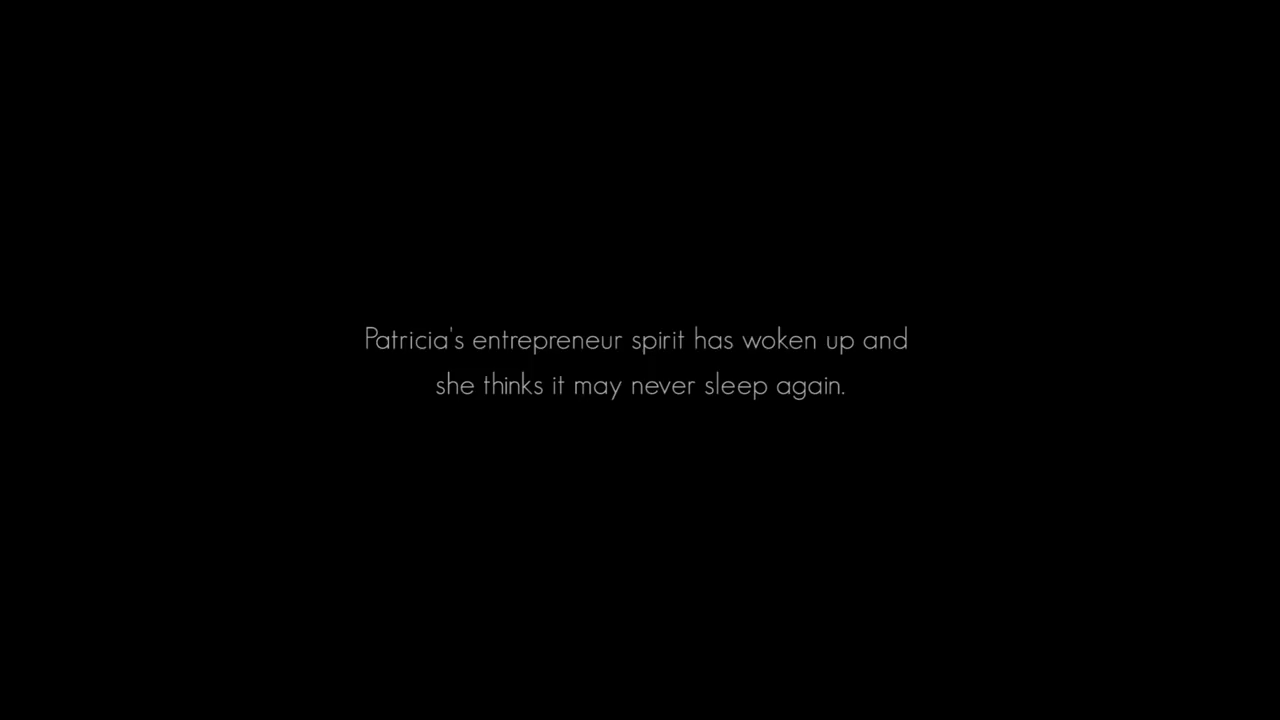 Patricia's entrepreneur spirit has woken up and
she thinks it may never sleep again.